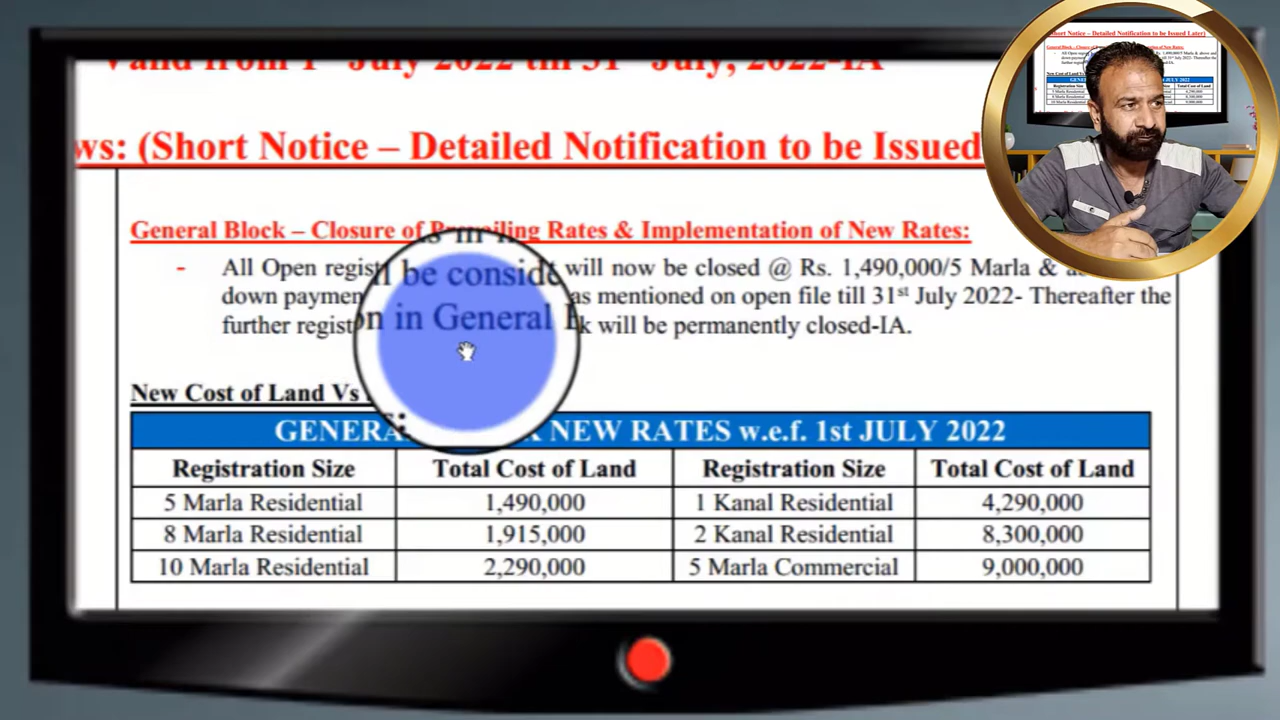 ws: (Short Notice – Detailed Notification to be Issued
General Block – Closure of Prevailing Rates & Implementation of New Rates:
- All Open regist will now be closed @ Rs. 1,490,000/5 Marla &
down paymen as mentioned on open file till 31st July 2022- Thereafter the
further regist k will be permanently closed-IA.
be conside
on in General
New Cost of Land Vs
GENERA NEW RATES w.e.f. 1st JULY 2022
Registration Size Total Cost of Land Registration Size Total Cost of Land
5 Marla Residential 1,490,000 1 Kanal Residential 4,290,000
8 Marla Residential 1,915,000 2 Kanal Residential 8,300,000
10 Marla Residential 2,290,000 5 Marla Commercial 9,000,000